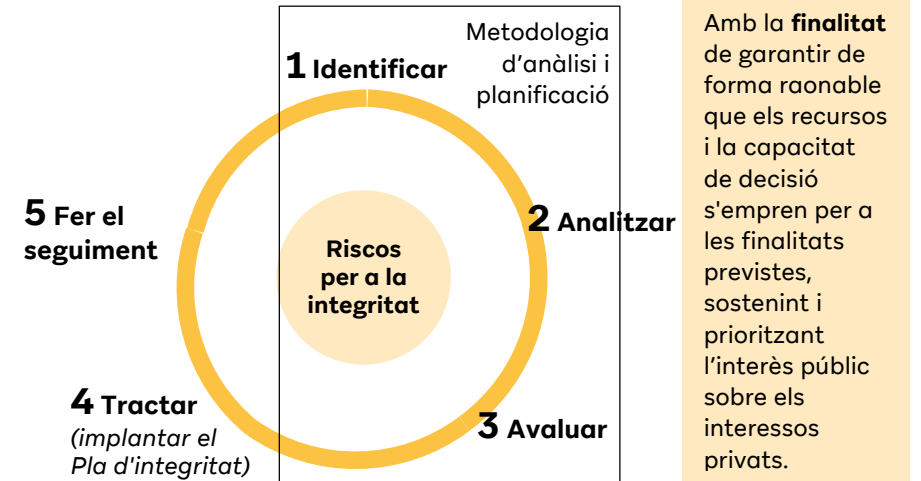 Metodologia
d'anàlisi i
planificació
1 Identificar
2 Analitzar
3 Avaluar
4 Tractar
(implantar el
Pla d'integritat)
5 Fer el
seguiment
Riscos
per a la
integritat
Amb la finalitat
de garantir de
forma raonable
que els recursos
i la capacitat
de decisió
s'empren per a
les finalitats
previstes,
sostenint i
prioritzant
l'interès públic
sobre els
interessos
privats.